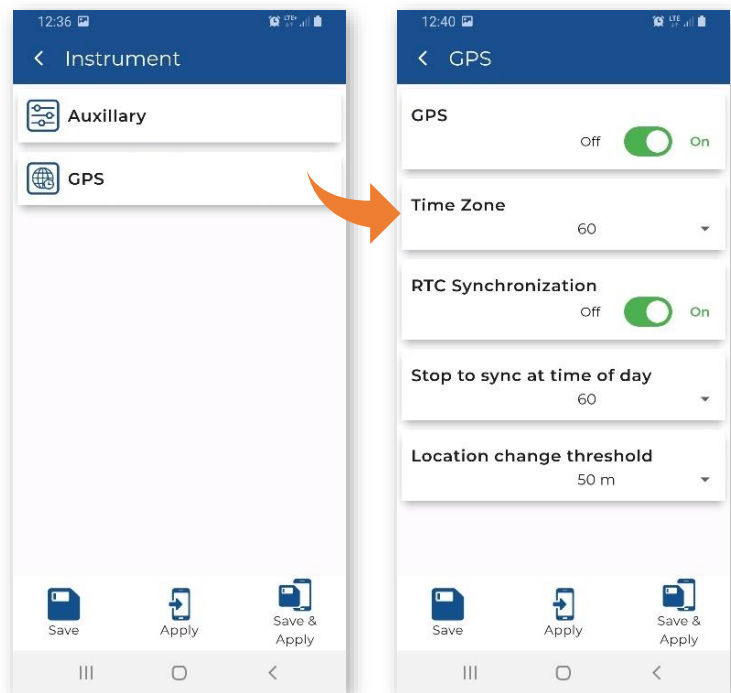 12:36
LTE+
Instrument
Auxillary
GPS
Save
Apply
Save &
Apply
12:40
LTE
GPS
GPS
Off On
Time Zone
60
RTC Synchronization
Off On
Stop to sync at time of day
60
Location change threshold
50 m
Save
Apply
Save &
Apply